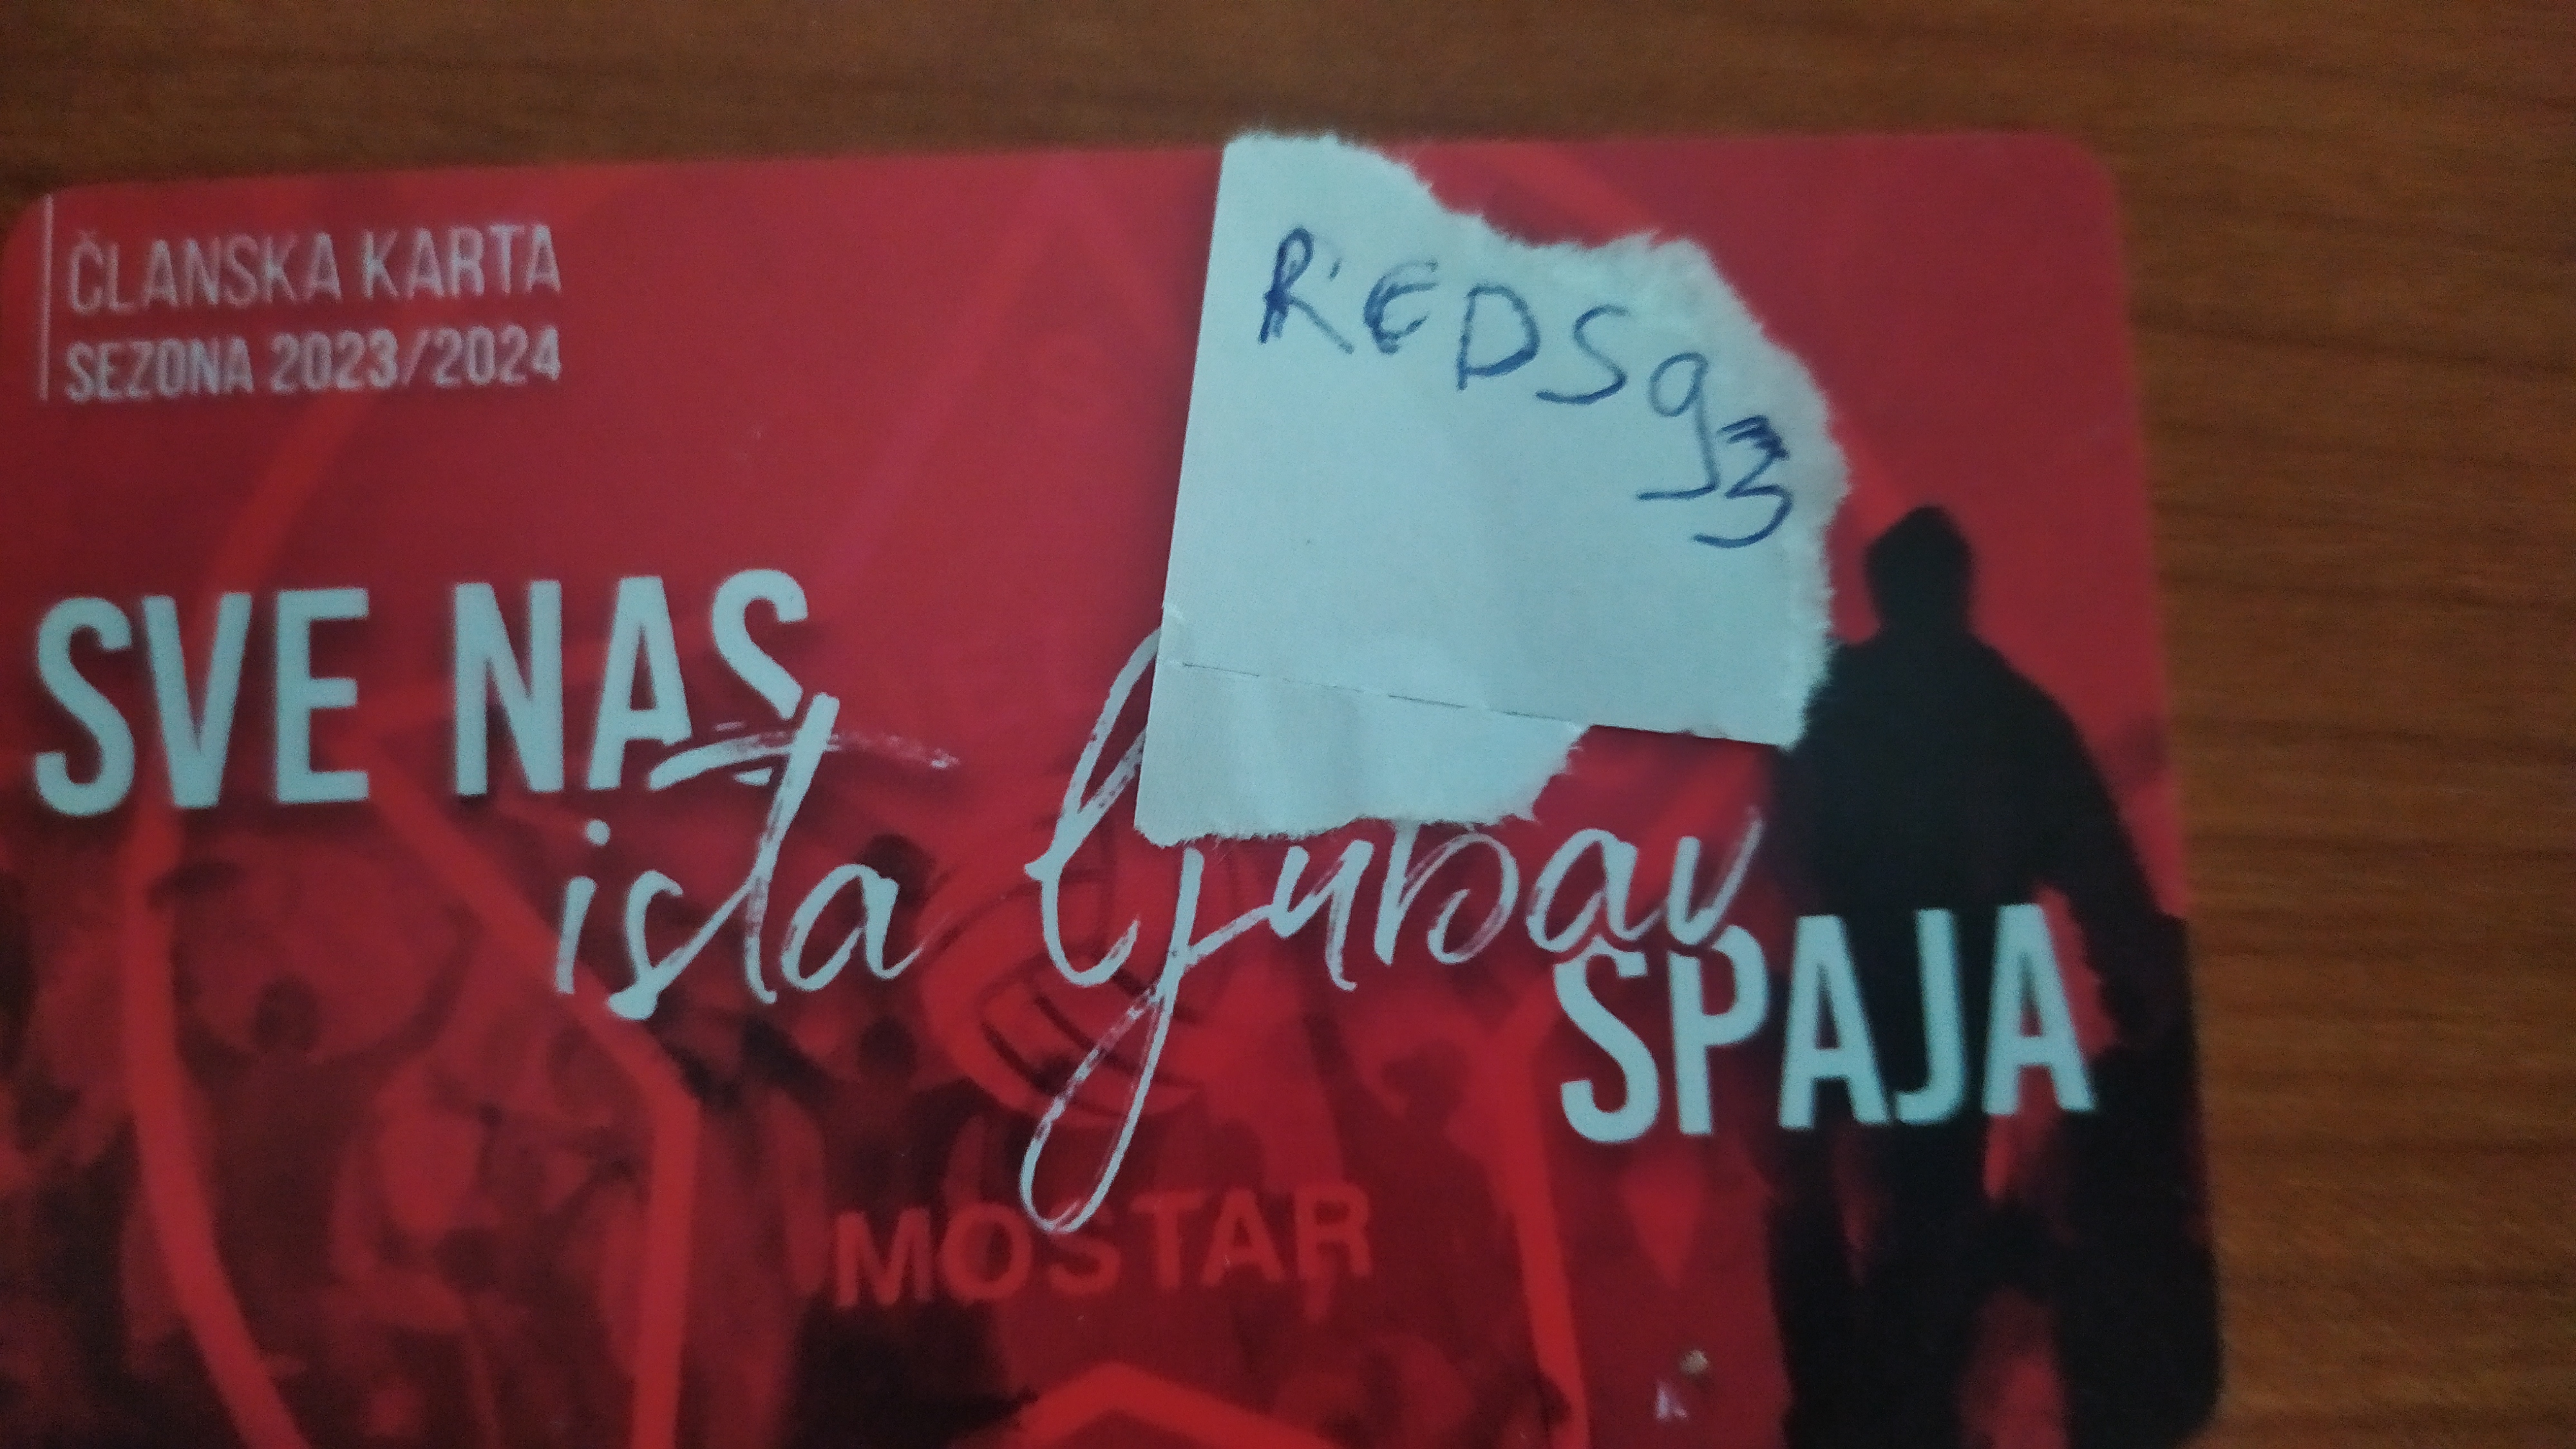 ČLANSKA KARTA
SEZONA 2023/2024
REDS93
SVE NAS
ista ljubav
SPAJA
MOSTAR